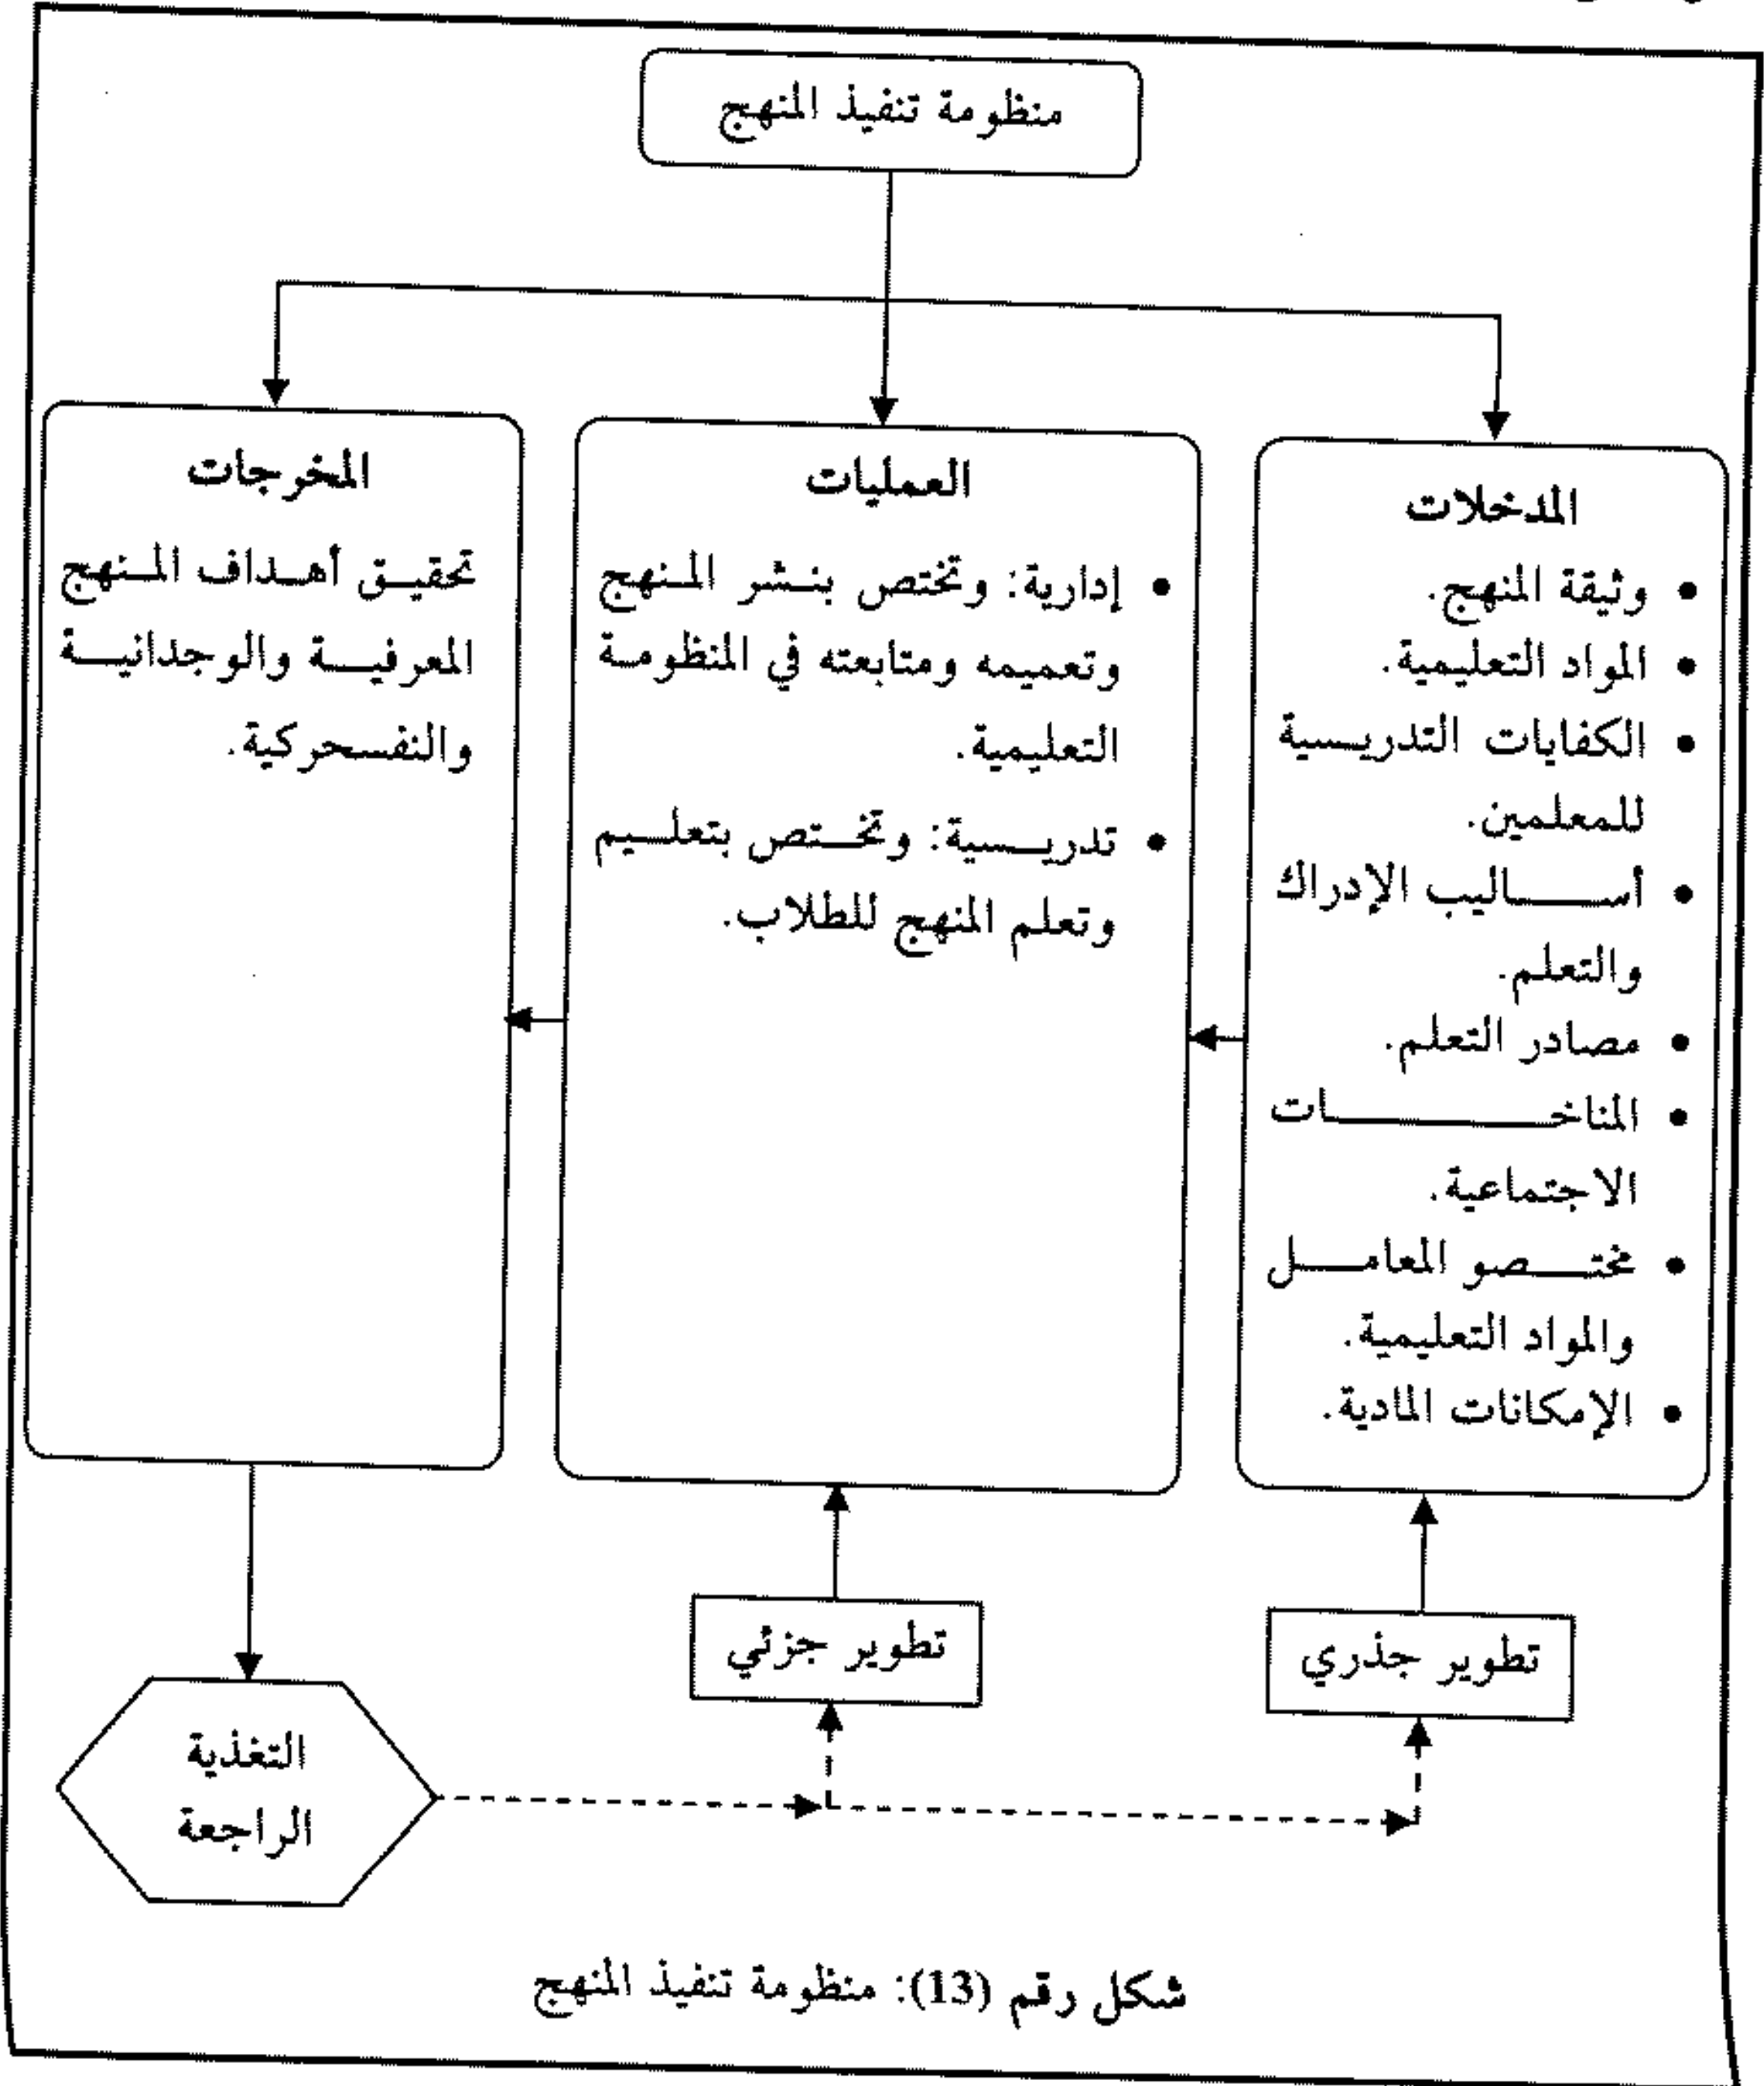 منظومة تنفيذ المنهج
المدخلات
• وثيقة المنهج.
• المواد التعليمية.
• الكفايات التدريسية
للمعلمين.
• أساليب الإدراك
والتعلم.
• مصادر التعلم.
• المناخات
الاجتماعية.
• مختصو المعامل
والمواد التعليمية.
• الإمكانات المادية.
العمليات
• إدارية: وتختص بنشر المنهج
وتعميمه ومتابعته في المنظومة
التعليمية.
• تدريسية: وتختص بتعليم
وتعلم المنهج للطلاب.
المخرجات
تحقيق أهداف المنهج
المعرفية والوجدانية
والنفسحركية.
تطوير جذري
تطوير جزئي
التغذية
الراجعة
شكل رقم (13): منظومة تنفيذ المنهج